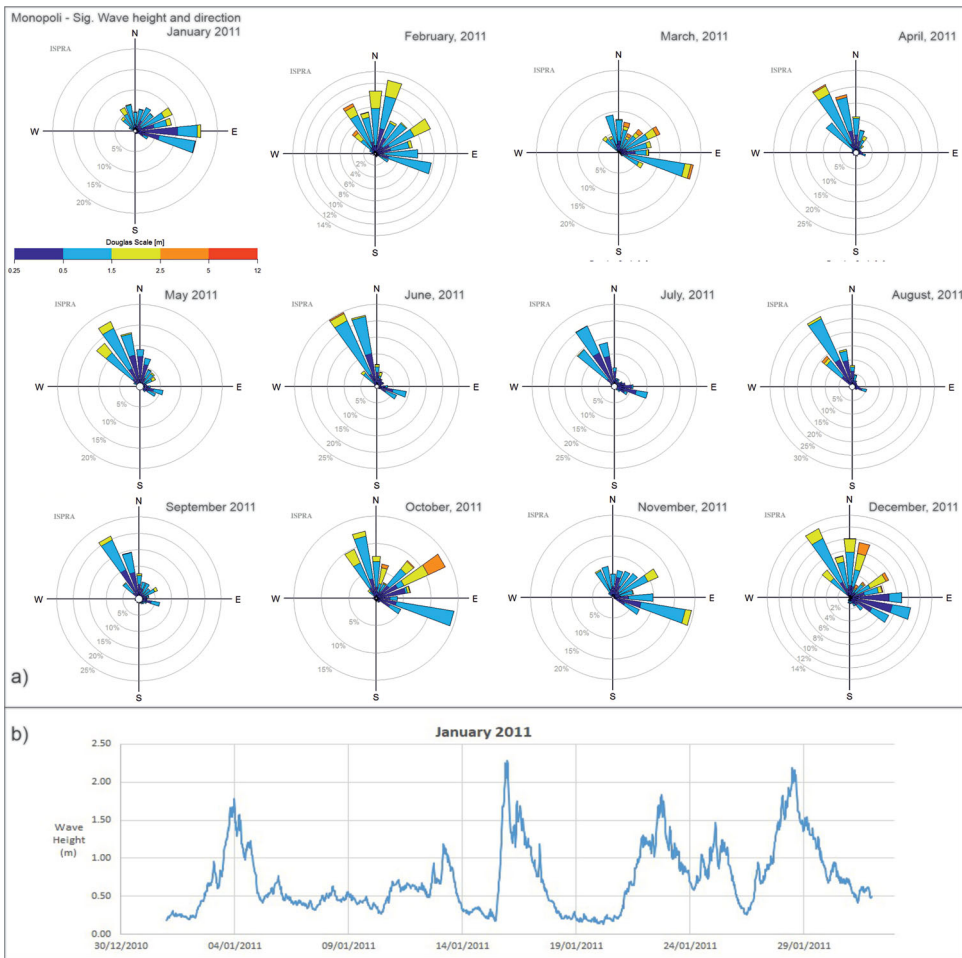 Monopoli - Sig. Wave height and direction
January 2011
ISPRA
N
W E
S
5%
10%
15%
20%
February, 2011
ISPRA
N
W E
S
2%
4%
6%
8%
10%
12%
14%
March, 2011
ISPRA
N
W E
S
5%
10%
15%
20%
April, 2011
ISPRA
N
W E
S
5%
10%
15%
20%
25%
Douglas Scale [m]
0.25 0.5 1.5 2.5 5 12
May 2011
ISPRA
N
W E
S
5%
10%
15%
20%
June, 2011
ISPRA
N
W E
S
5%
10%
15%
20%
25%
July, 2011
ISPRA
N
W E
S
5%
10%
15%
20%
25%
August, 2011
ISPRA
N
W E
S
5%
10%
15%
20%
25%
30%
September 2011
ISPRA
N
W E
S
5%
10%
15%
20%
25%
October, 2011
ISPRA
N
W E
S
5%
10%
15%
November, 2011
ISPRA
N
W E
S
5%
10%
15%
20%
December, 2011
ISPRA
N
W E
S
2%
4%
6%
8%
10%
12%
14%
a)
b)
January 2011
Wave
Height
(m)
2.50
2.00
1.50
1.00
0.50
0.00
30/12/2010 04/01/2011 09/01/2011 14/01/2011 19/01/2011 24/01/2011 29/01/2011